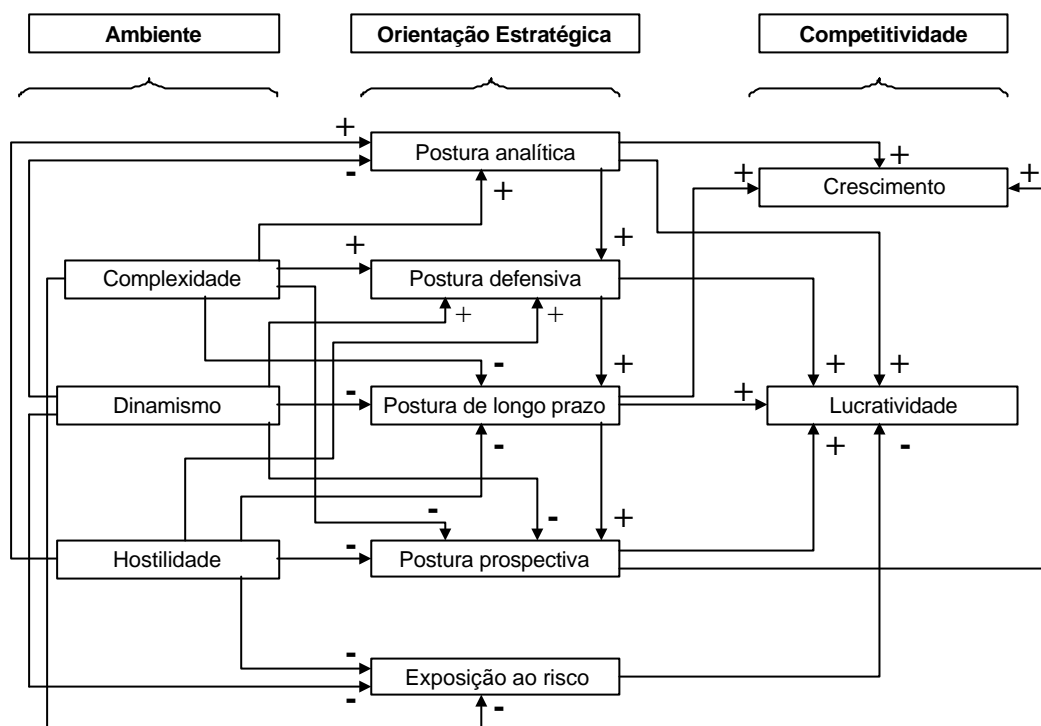 Ambiente
Orientação Estratégica
Competitividade
+
Postura analítica
-
+
+
Crescimento
+
+
+
+
Complexidade
Postura defensiva
+
+
-
+
+
+
Dinamismo
-
Postura de longo prazo
+
Lucratividade
-
+
-
-
-
+
Hostilidade
-
Postura prospectiva
-
Exposição ao risco
-
-